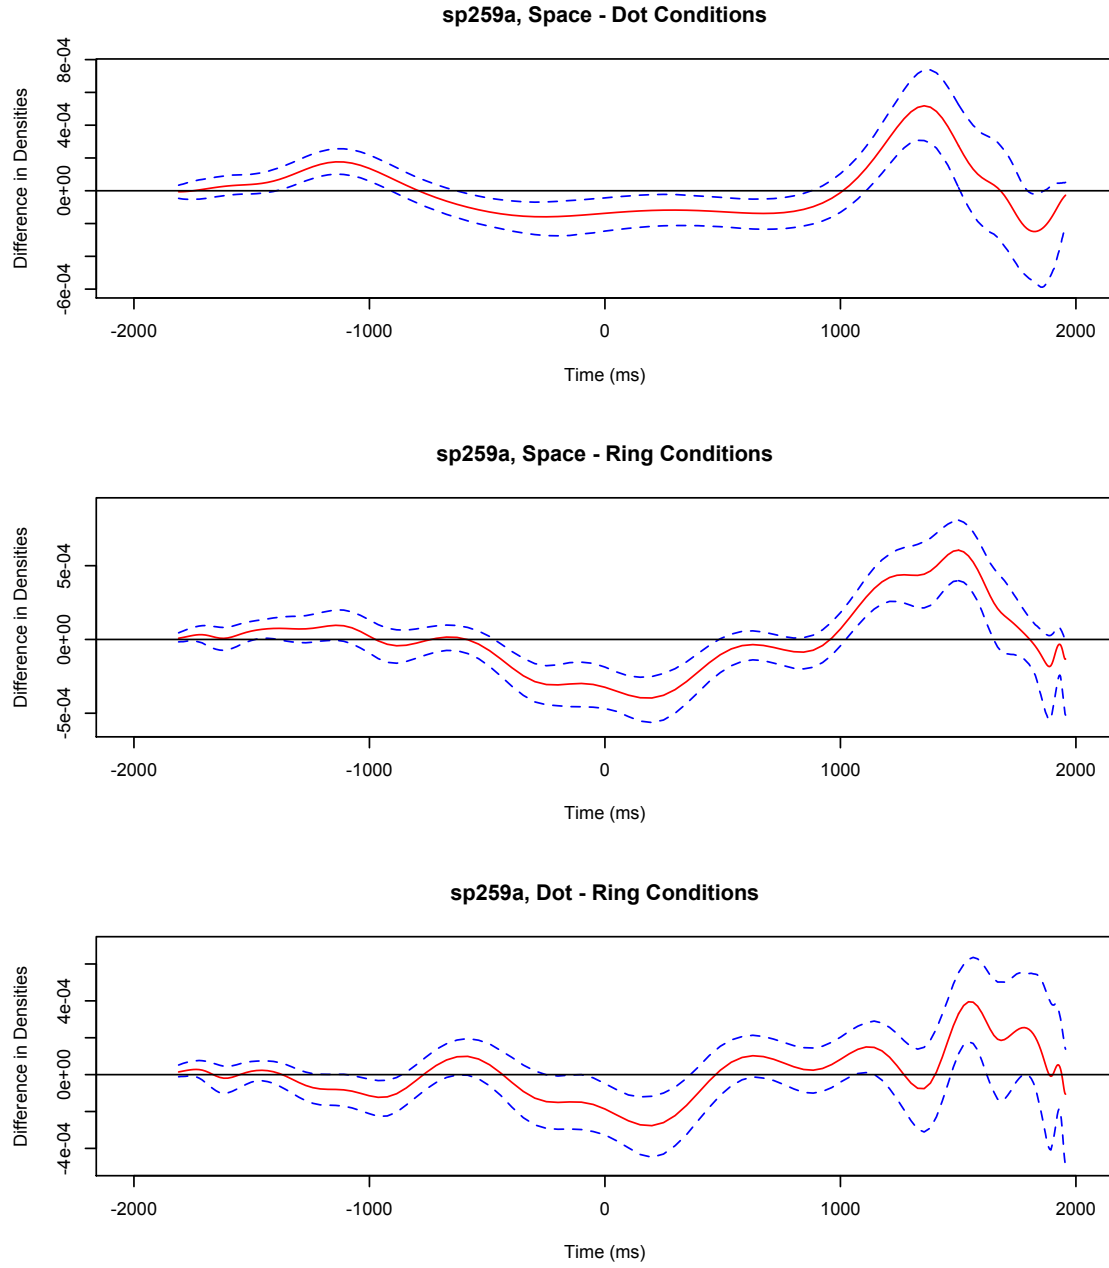 sp259a, Space - Dot Conditions
Difference in Densities
8e-04
4e-04
0e+00
-6e-04
-2000 -1000 0 1000 2000
Time (ms)
sp259a, Space - Ring Conditions
Difference in Densities
5e-04
0e+00
-5e-04
-2000 -1000 0 1000 2000
Time (ms)
sp259a, Dot - Ring Conditions
Difference in Densities
4e-04
0e+00
-4e-04
-2000 -1000 0 1000 2000
Time (ms)